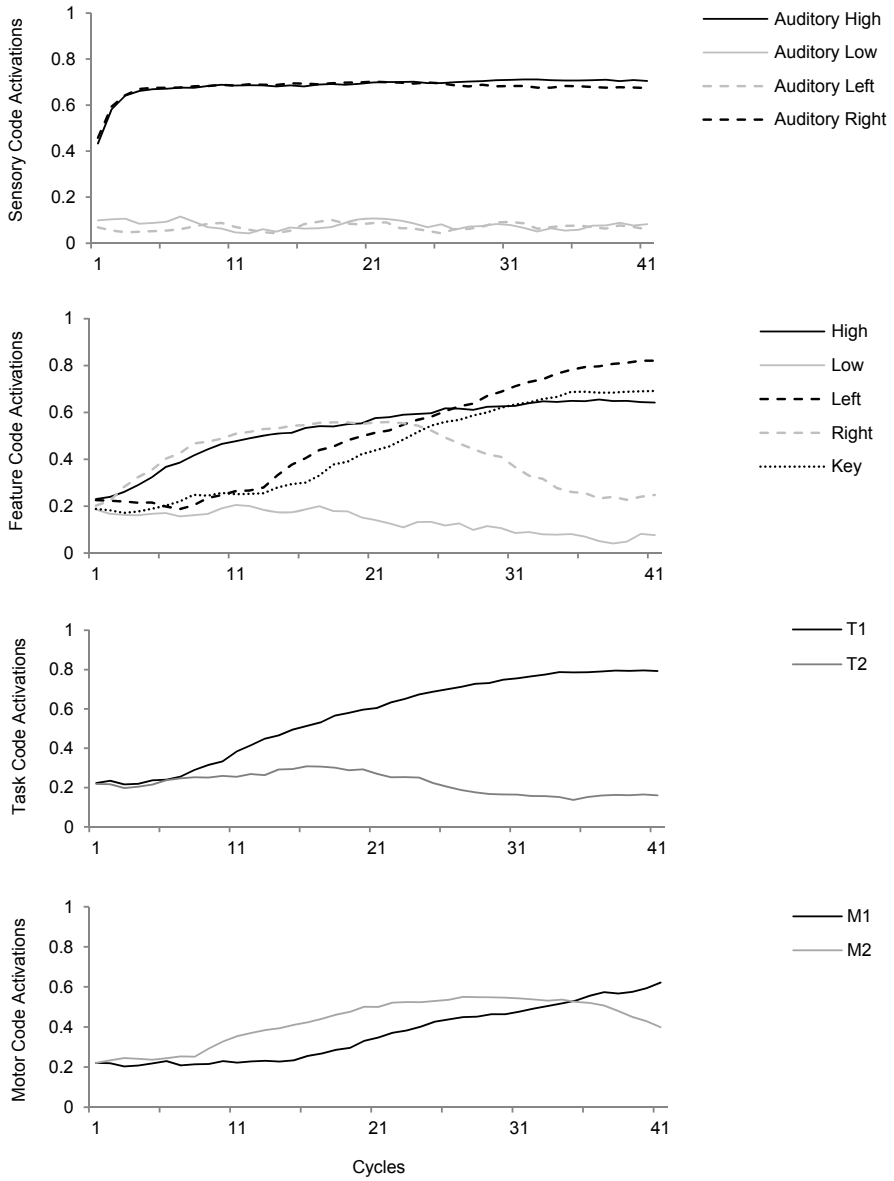 Sensory Code Activations
1
0.8
0.6
0.4
0.2
0
1
11
21
31
41
Auditory High
Auditory Low
Auditory Left
Auditory Right
Feature Code Activations
1
0.8
0.6
0.4
0.2
0
1
11
21
31
41
High
Low
Left
Right
Key
Task Code Activations
1
0.8
0.6
0.4
0.2
0
1
11
21
31
41
T1
T2
Motor Code Activations
1
0.8
0.6
0.4
0.2
0
1
11
21
31
41
M1
M2
Cycles